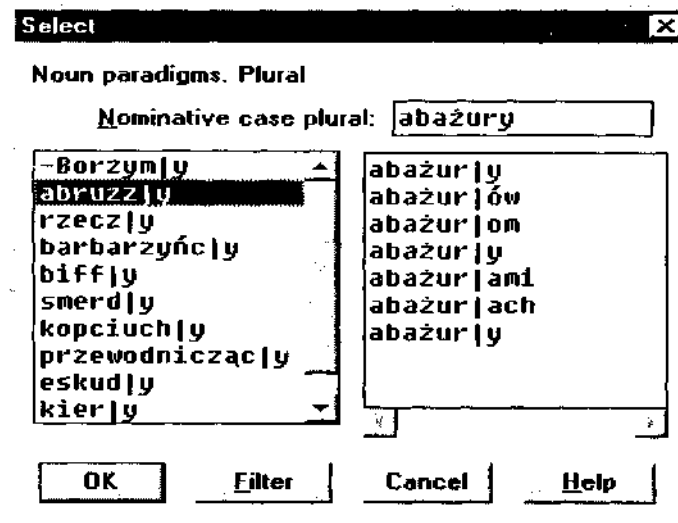 Select
Noun paradigms. Plural
Nominative case plural: abażury
-Borzym|y
abruzz|y
rzecz|y
barbarzyńc|y
biff|y
smerd|y
kopciuch|y
przewodnicząc|y
eskud|y
kier|y
abażur|y
abażur|ów
abażur|om
abażur|y
abażur|ami
abażur|ach
abażur|y
OK Filter Cancel Help